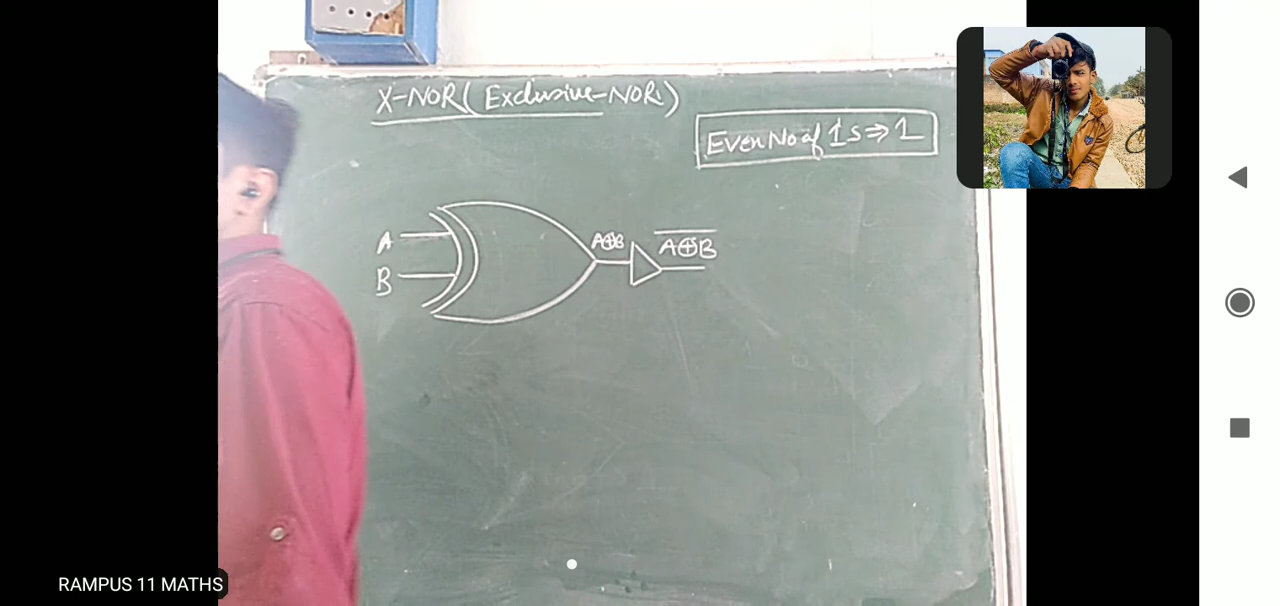 X-NOR (Exclusive-NOR)
Even No of 1s ⇒ 1
A
B
A⊕B
A̅ ̅⊕̅ ̅B̅
RAMPUS 11 MATHS